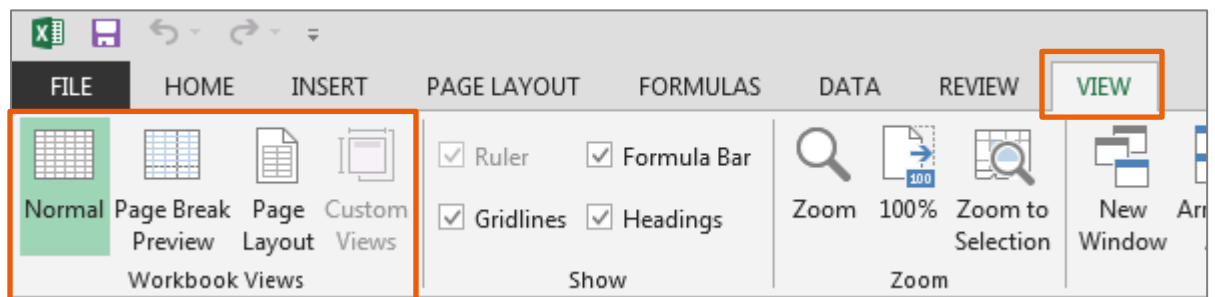 FILE HOME INSERT PAGE LAYOUT FORMULAS DATA REVIEW VIEW
Ruler Formula Bar
100
Normal Page Break Page Custom Zoom 100% Zoom to New
Gridlines Headings
Preview Layout Views Selection Window
Workbook Views Show Zoom